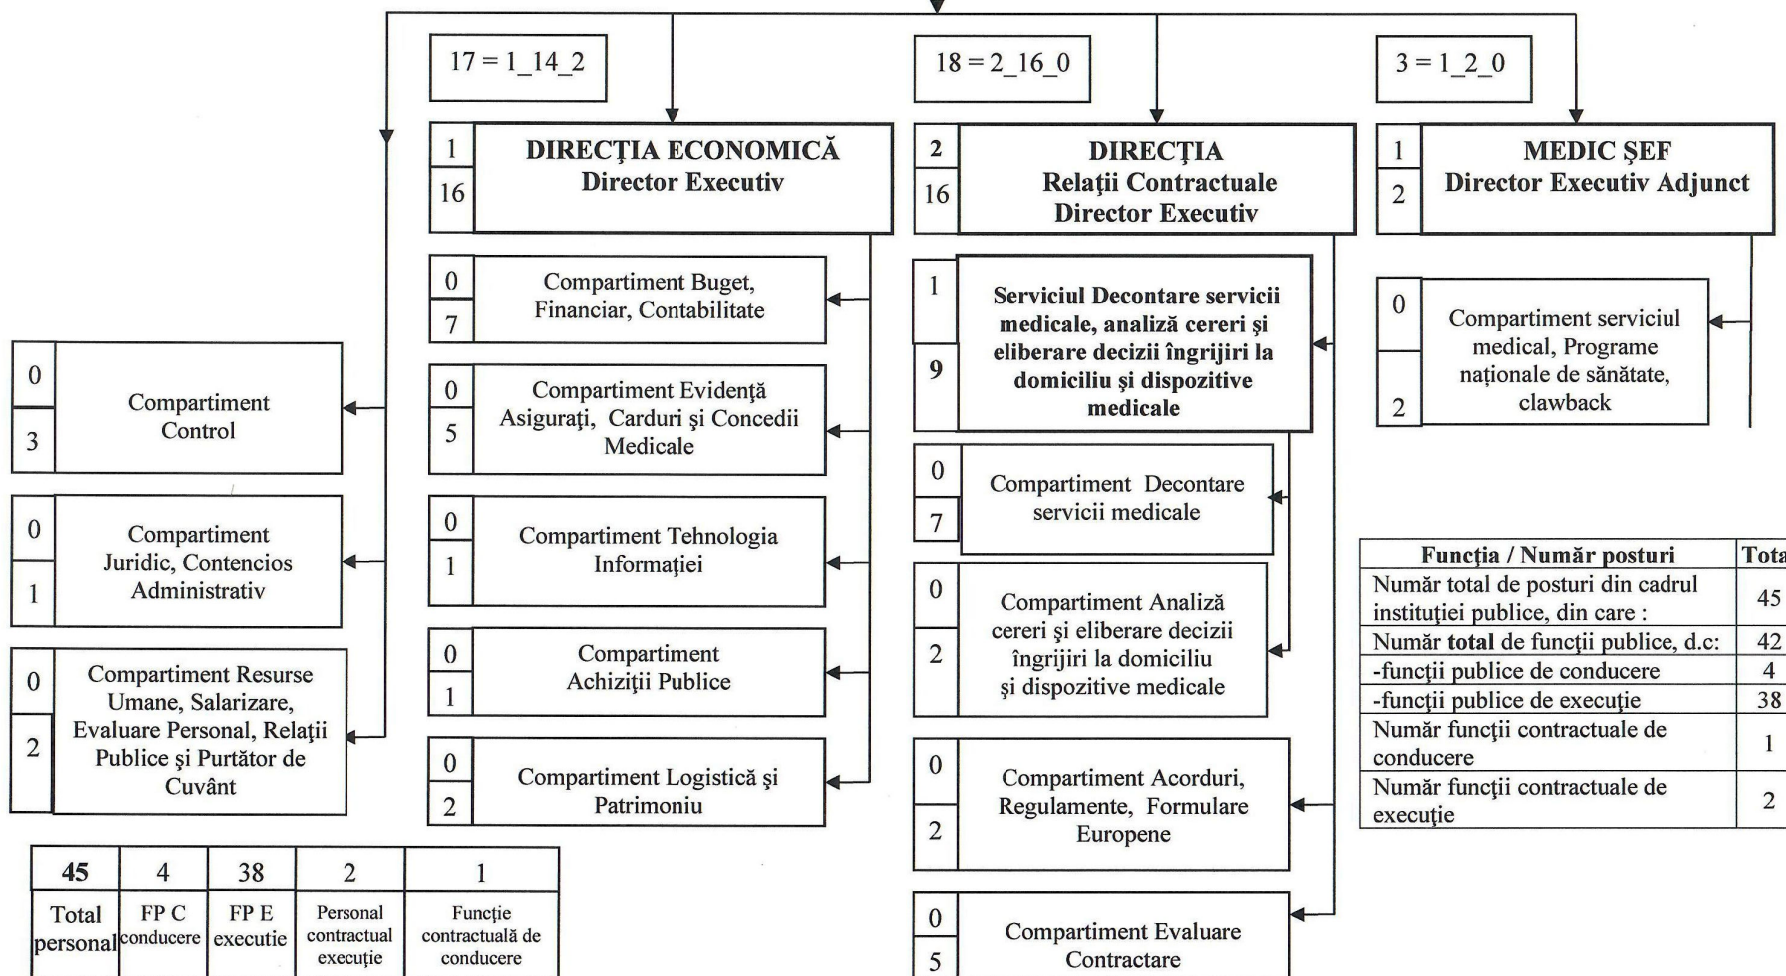 17 = 1_14_2
18 = 2_16_0
3 = 1_2_0
1
16
DIRECŢIA ECONOMICĂ
Director Executiv
2
16
DIRECŢIA
Relaţii Contractuale
Director Executiv
1
2
MEDIC ŞEF
Director Executiv Adjunct
0
3
Compartiment
Control
0
1
Compartiment
Juridic, Contencios
Administrativ
0
2
Compartiment Resurse
Umane, Salarizare,
Evaluare Personal, Relaţii
Publice şi Purtător de
Cuvânt
0
7
Compartiment Buget,
Financiar, Contabilitate
0
5
Compartiment Evidenţă
Asiguraţi, Carduri şi Concedii
Medicale
0
1
Compartiment Tehnologia
Informaţiei
0
1
Compartiment
Achiziţii Publice
0
2
Compartiment Logistică şi
Patrimoniu
1
9
Serviciul Decontare servicii
medicale, analiză cereri şi
eliberare decizii îngrijiri la
domiciliu şi dispozitive
medicale
0
7
Compartiment Decontare
servicii medicale
0
2
Compartiment Analiză
cereri şi eliberare decizii
îngrijiri la domiciliu
şi dispozitive medicale
0
2
Compartiment Acorduri,
Regulamente, Formulare
Europene
0
5
Compartiment Evaluare
Contractare
0
2
Compartiment serviciul
medical, Programe
naționale de sănătate,
clawback
Funcţia / Număr posturi Tota
Număr total de posturi din cadrul
instituţiei publice, din care : 45
Număr total de funcţii publice, d.c: 42
-funcţii publice de conducere 4
-funcţii publice de execuţie 38
Număr funcţii contractuale de
conducere 1
Număr funcţii contractuale de
execuţie 2
45 4 38 2 1
Total
personal
FP C
conducere
FP E
executie
Personal
contractual
execuţie
Funcţie
contractuală de
conducere